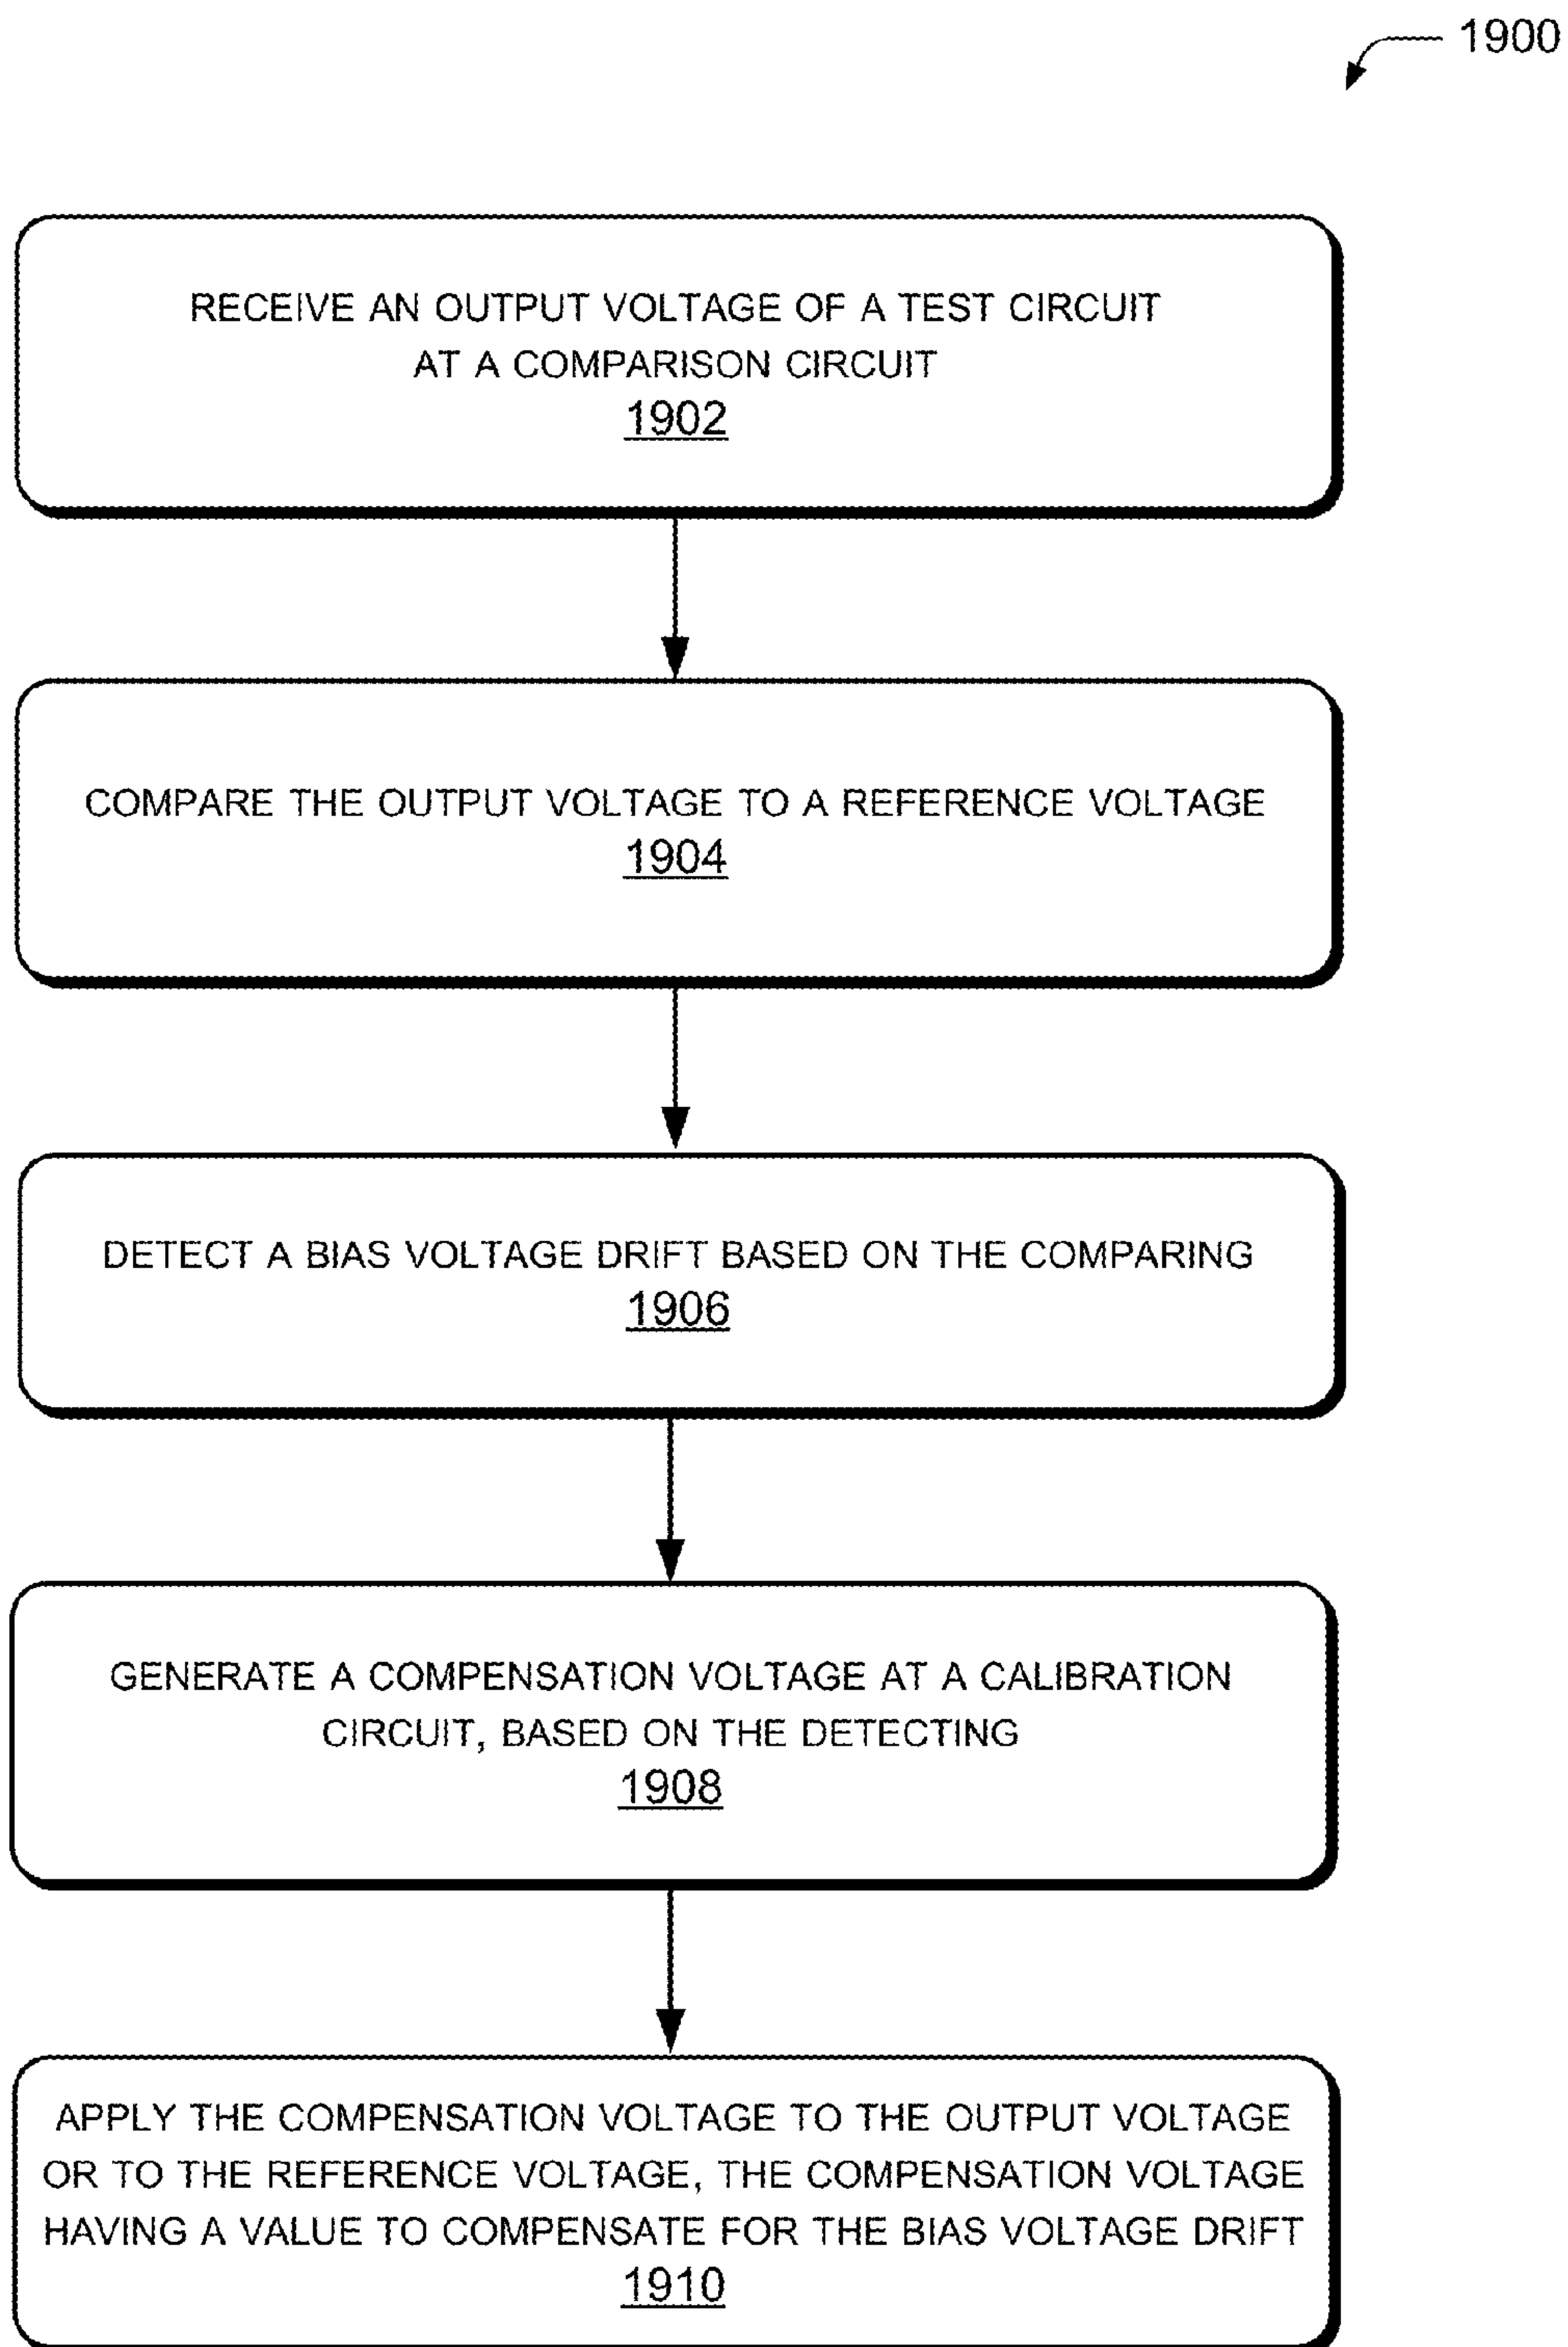 1900
RECEIVE AN OUTPUT VOLTAGE OF A TEST CIRCUIT
AT A COMPARISON CIRCUIT
1902
COMPARE THE OUTPUT VOLTAGE TO A REFERENCE VOLTAGE
1904
DETECT A BIAS VOLTAGE DRIFT BASED ON THE COMPARING
1906
GENERATE A COMPENSATION VOLTAGE AT A CALIBRATION
CIRCUIT, BASED ON THE DETECTING
1908
APPLY THE COMPENSATION VOLTAGE TO THE OUTPUT VOLTAGE
OR TO THE REFERENCE VOLTAGE, THE COMPENSATION VOLTAGE
HAVING A VALUE TO COMPENSATE FOR THE BIAS VOLTAGE DRIFT
1910